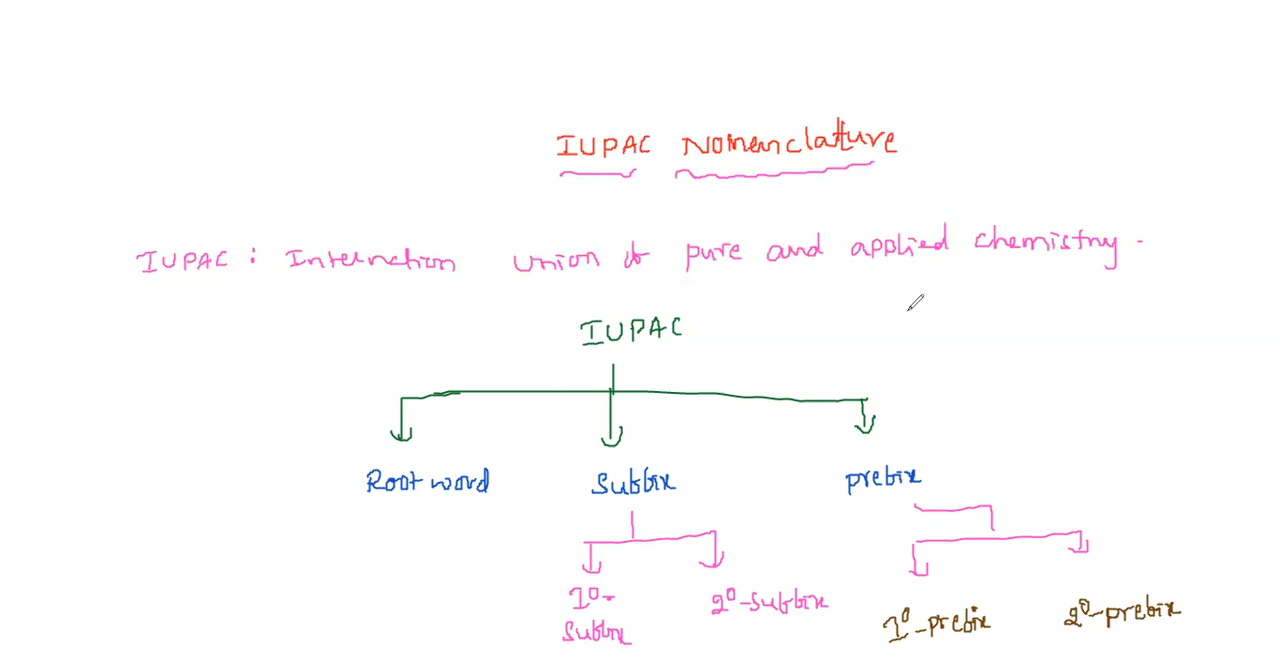 IUPAC Nomenclature
IUPAC : Internation union of pure and applied chemistry.
IUPAC
Root word Suffix prefix
1°-
suffix
2°-suffix
1°-prefix
2°-prefix